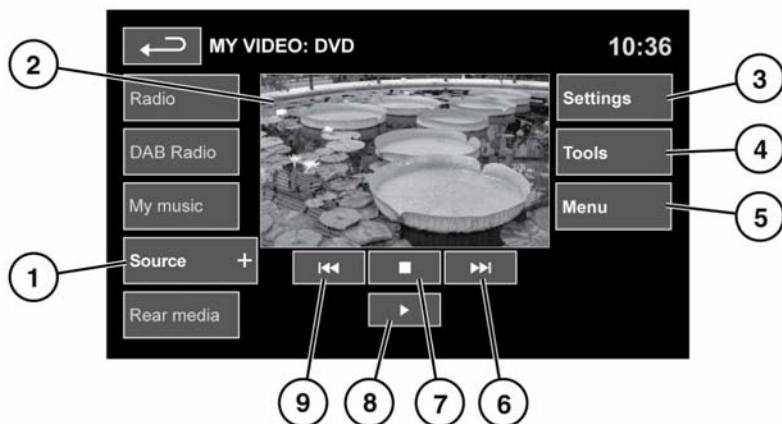 MY VIDEO: DVD 10:36
2
Radio
Settings
3
DAB Radio
Tools
4
My music
Menu
5
1
Source +
Rear media
9 8 7 6